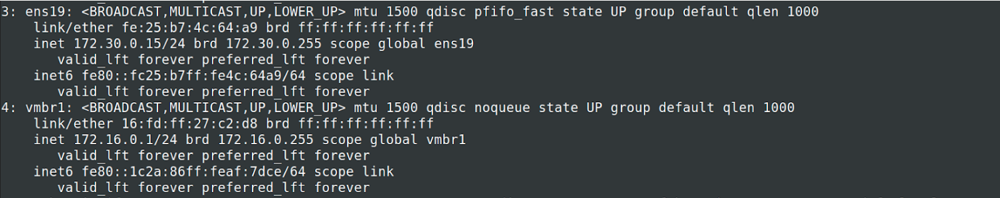 3: ens19: <BROADCAST,MULTICAST,UP,LOWER_UP> mtu 1500 qdisc pfifo_fast state UP group default qlen 1000
    link/ether fe:25:b7:4c:64:a9 brd ff:ff:ff:ff:ff:ff
    inet 172.30.0.15/24 brd 172.30.0.255 scope global ens19
       valid_lft forever preferred_lft forever
    inet6 fe80::fc25:b7ff:fe4c:64a9/64 scope link
       valid_lft forever preferred_lft forever
4: vmbr1: <BROADCAST,MULTICAST,UP,LOWER_UP> mtu 1500 qdisc noqueue state UP group default qlen 1000
    link/ether 16:fd:ff:27:c2:d8 brd ff:ff:ff:ff:ff:ff
    inet 172.16.0.1/24 brd 172.16.0.255 scope global vmbr1
       valid_lft forever preferred_lft forever
    inet6 fe80::1c2a:86ff:feaf:7dce/64 scope link
       valid_lft forever preferred_lft forever